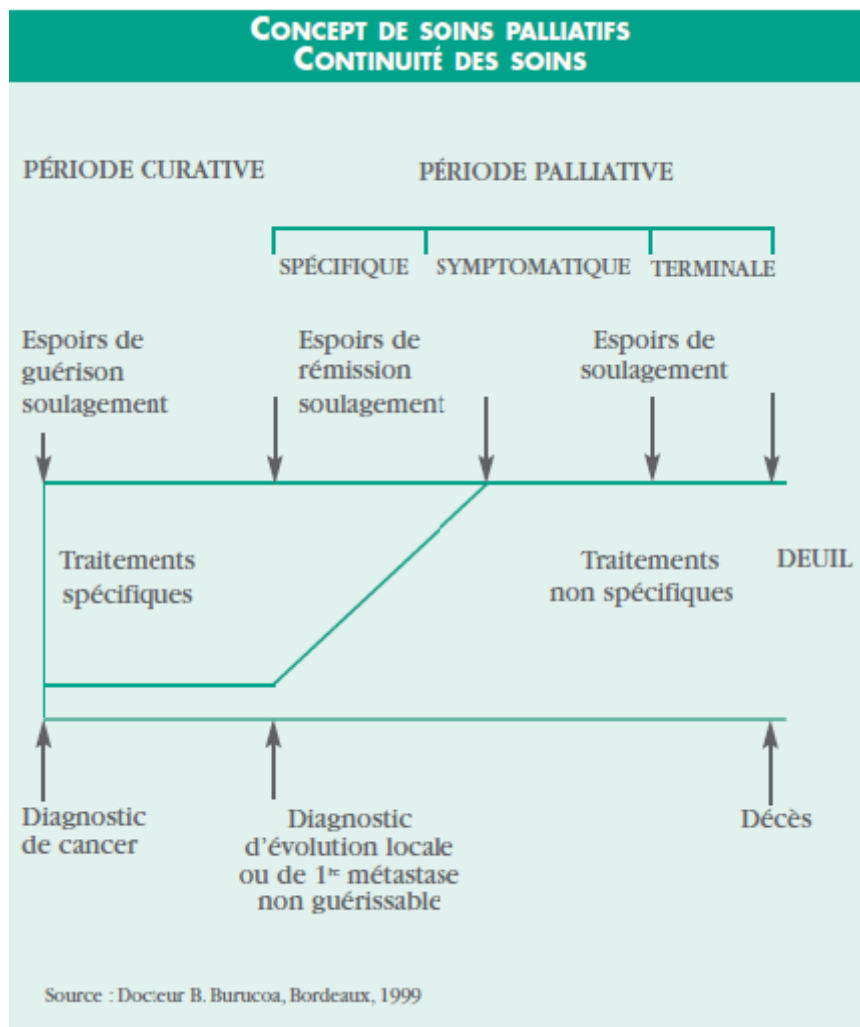 CONCEPT DE SOINS PALLIATIFS
CONTINUITÉ DES SOINS
PÉRIODE CURATIVE
PÉRIODE PALLIATIVE
SPÉCIFIQUE
SYMPTOMATIQUE
TERMINALE
Espoirs de
guérison
soulagement
Espoirs de
rémission
soulagement
Espoirs de
soulagement
Traitements
spécifiques
Traitements
non spécifiques
DEUIL
Diagnostic
de cancer
Diagnostic
d'évolution locale
ou de 1re métastase
non guérissable
Décès
Source : Docteur B. Burucoa, Bordeaux, 1999